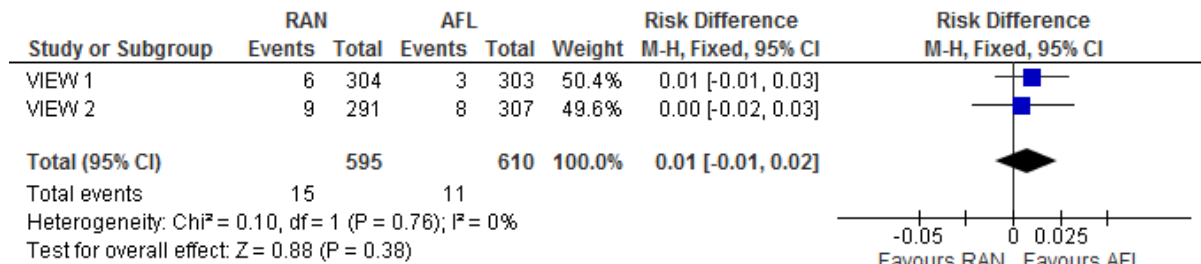 RAN AFL Risk Difference Risk Difference
Study or Subgroup Events Total Events Total Weight M-H, Fixed, 95% CI M-H, Fixed, 95% CI
VIEW 1 6 304 3 303 50.4% 0.01 [-0.01, 0.03]
VIEW 2 9 291 8 307 49.6% 0.00 [-0.02, 0.03]
Total (95% CI) 595 610 100.0% 0.01 [-0.01, 0.02]
Total events 15 11
Heterogeneity: Chi² = 0.10, df = 1 (P = 0.76); I² = 0%
Test for overall effect: Z = 0.88 (P = 0.38)
-0.05 0 0.025
Favours RAN Favours AFL